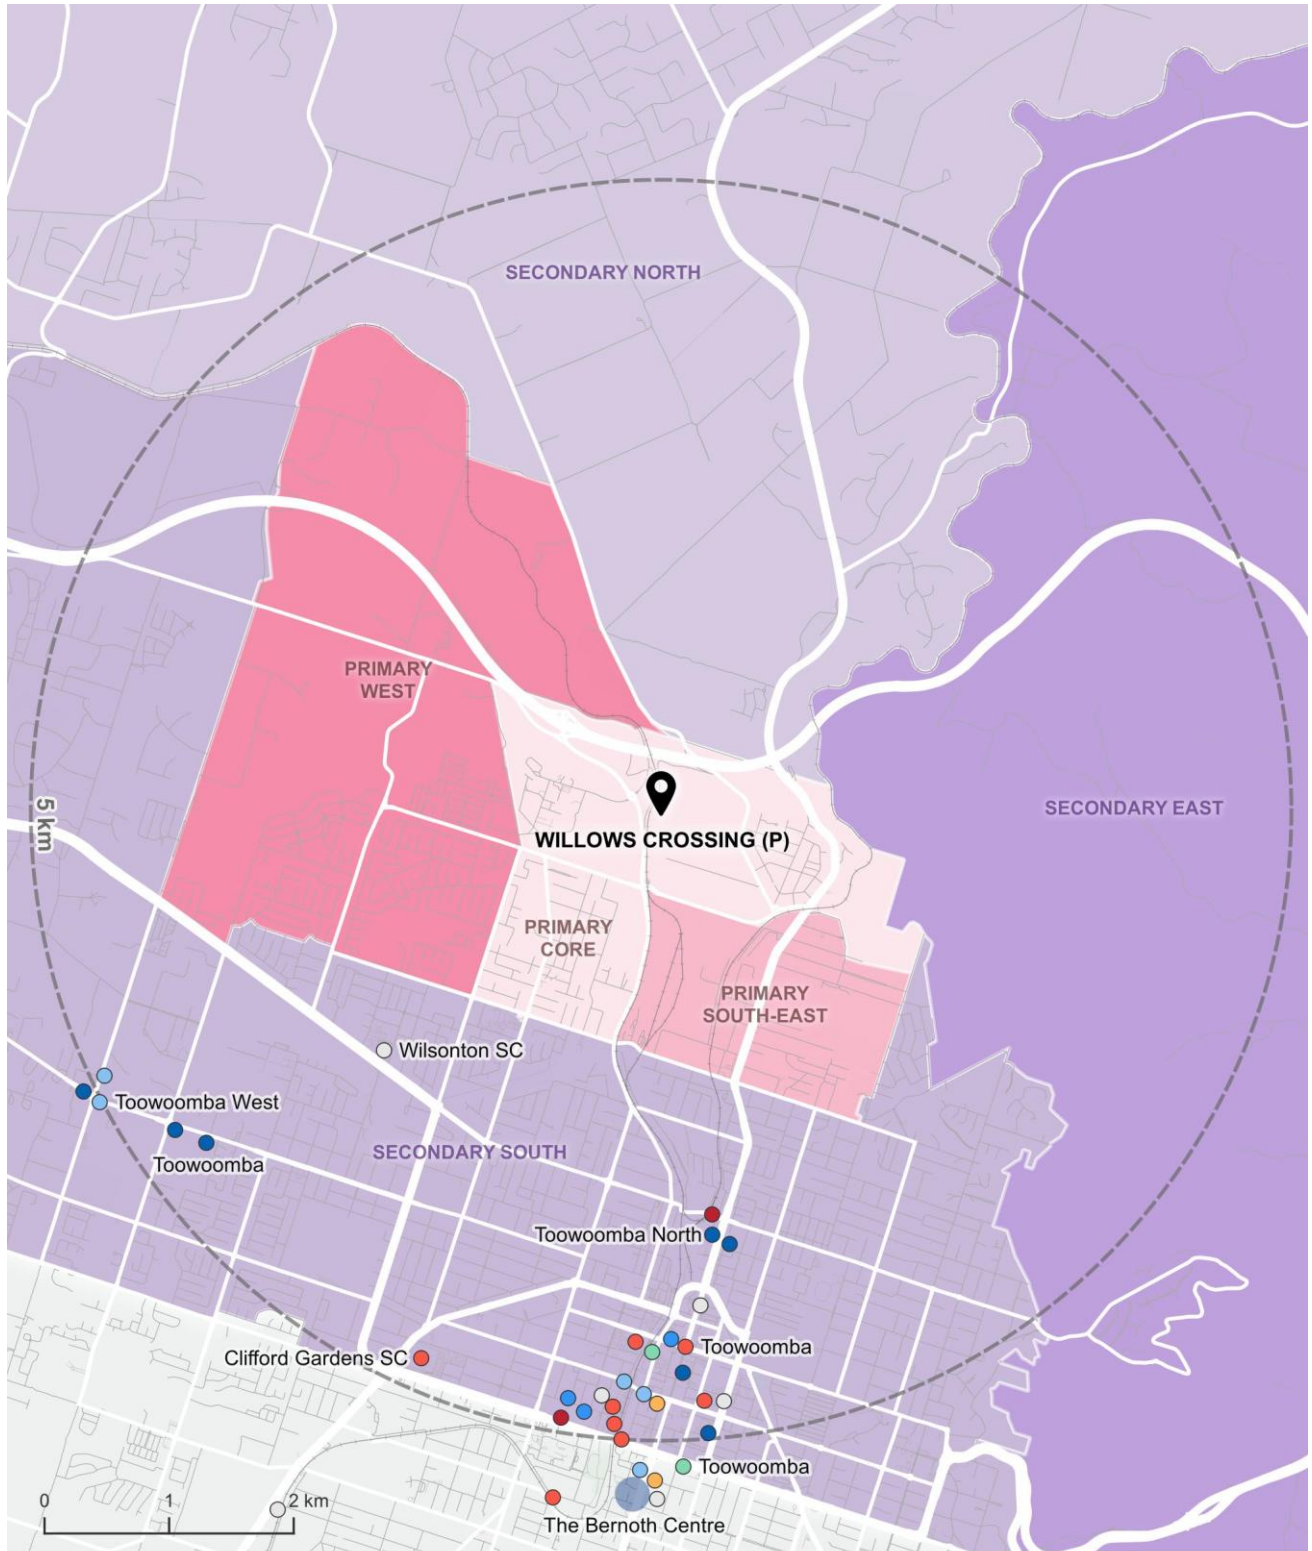 SECONDARY NORTH
PRIMARY
WEST
WILLOWS CROSSING (P)
SECONDARY EAST
5 km
PRIMARY
CORE
PRIMARY
SOUTH-EAST
Wilsonton SC
Toowoomba West
SECONDARY SOUTH
Toowoomba
Toowoomba North
Toowoomba
Clifford Gardens SC
Toowoomba
0 1 2 km
The Bernoth Centre